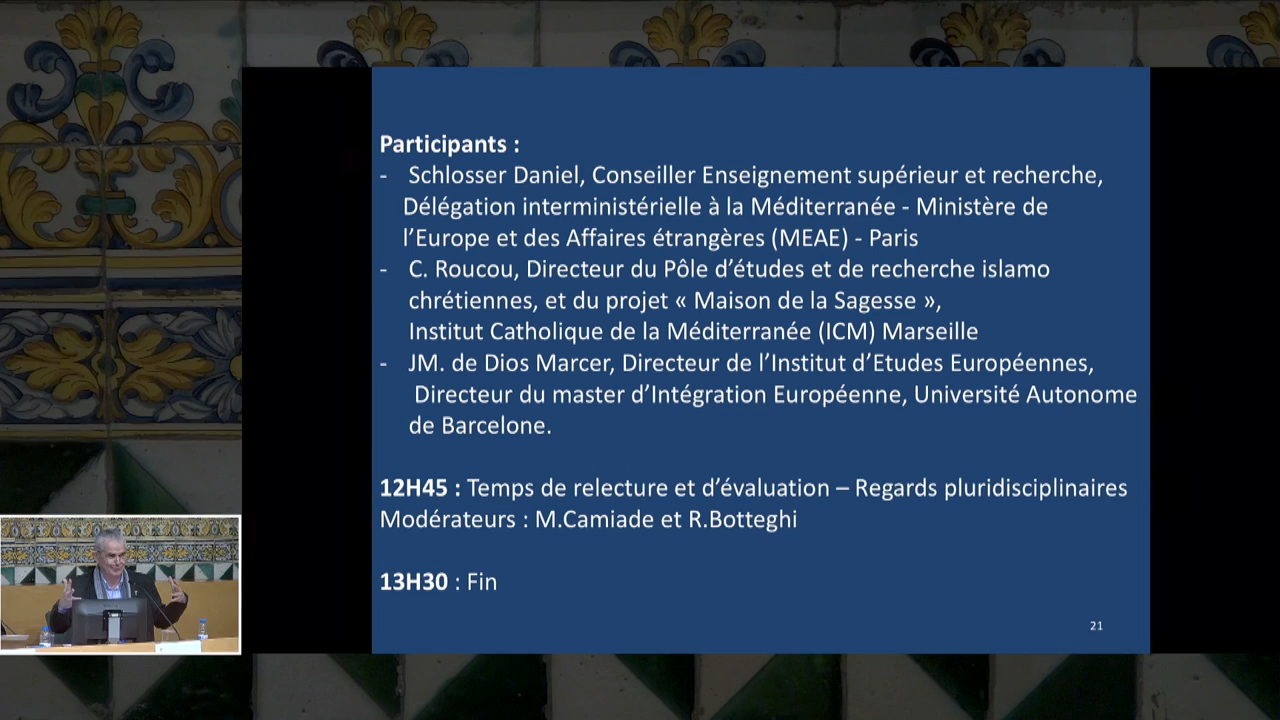 Participants :
- Schlosser Daniel, Conseiller Enseignement supérieur et recherche,
Délégation interministérielle à la Méditerranée - Ministère de
l’Europe et des Affaires étrangères (MEAE) - Paris
- C. Roucou, Directeur du Pôle d’études et de recherche islamo
chrétiennes, et du projet « Maison de la Sagesse »,
Institut Catholique de la Méditerranée (ICM) Marseille
- JM. de Dios Marcer, Directeur de l’Institut d’Etudes Européennes,
Directeur du master d’Intégration Européenne, Université Autonome
de Barcelone.
12H45 : Temps de relecture et d’évaluation – Regards pluridisciplinaires
Modérateurs : M.Camiade et R.Botteghi
13H30 : Fin
21